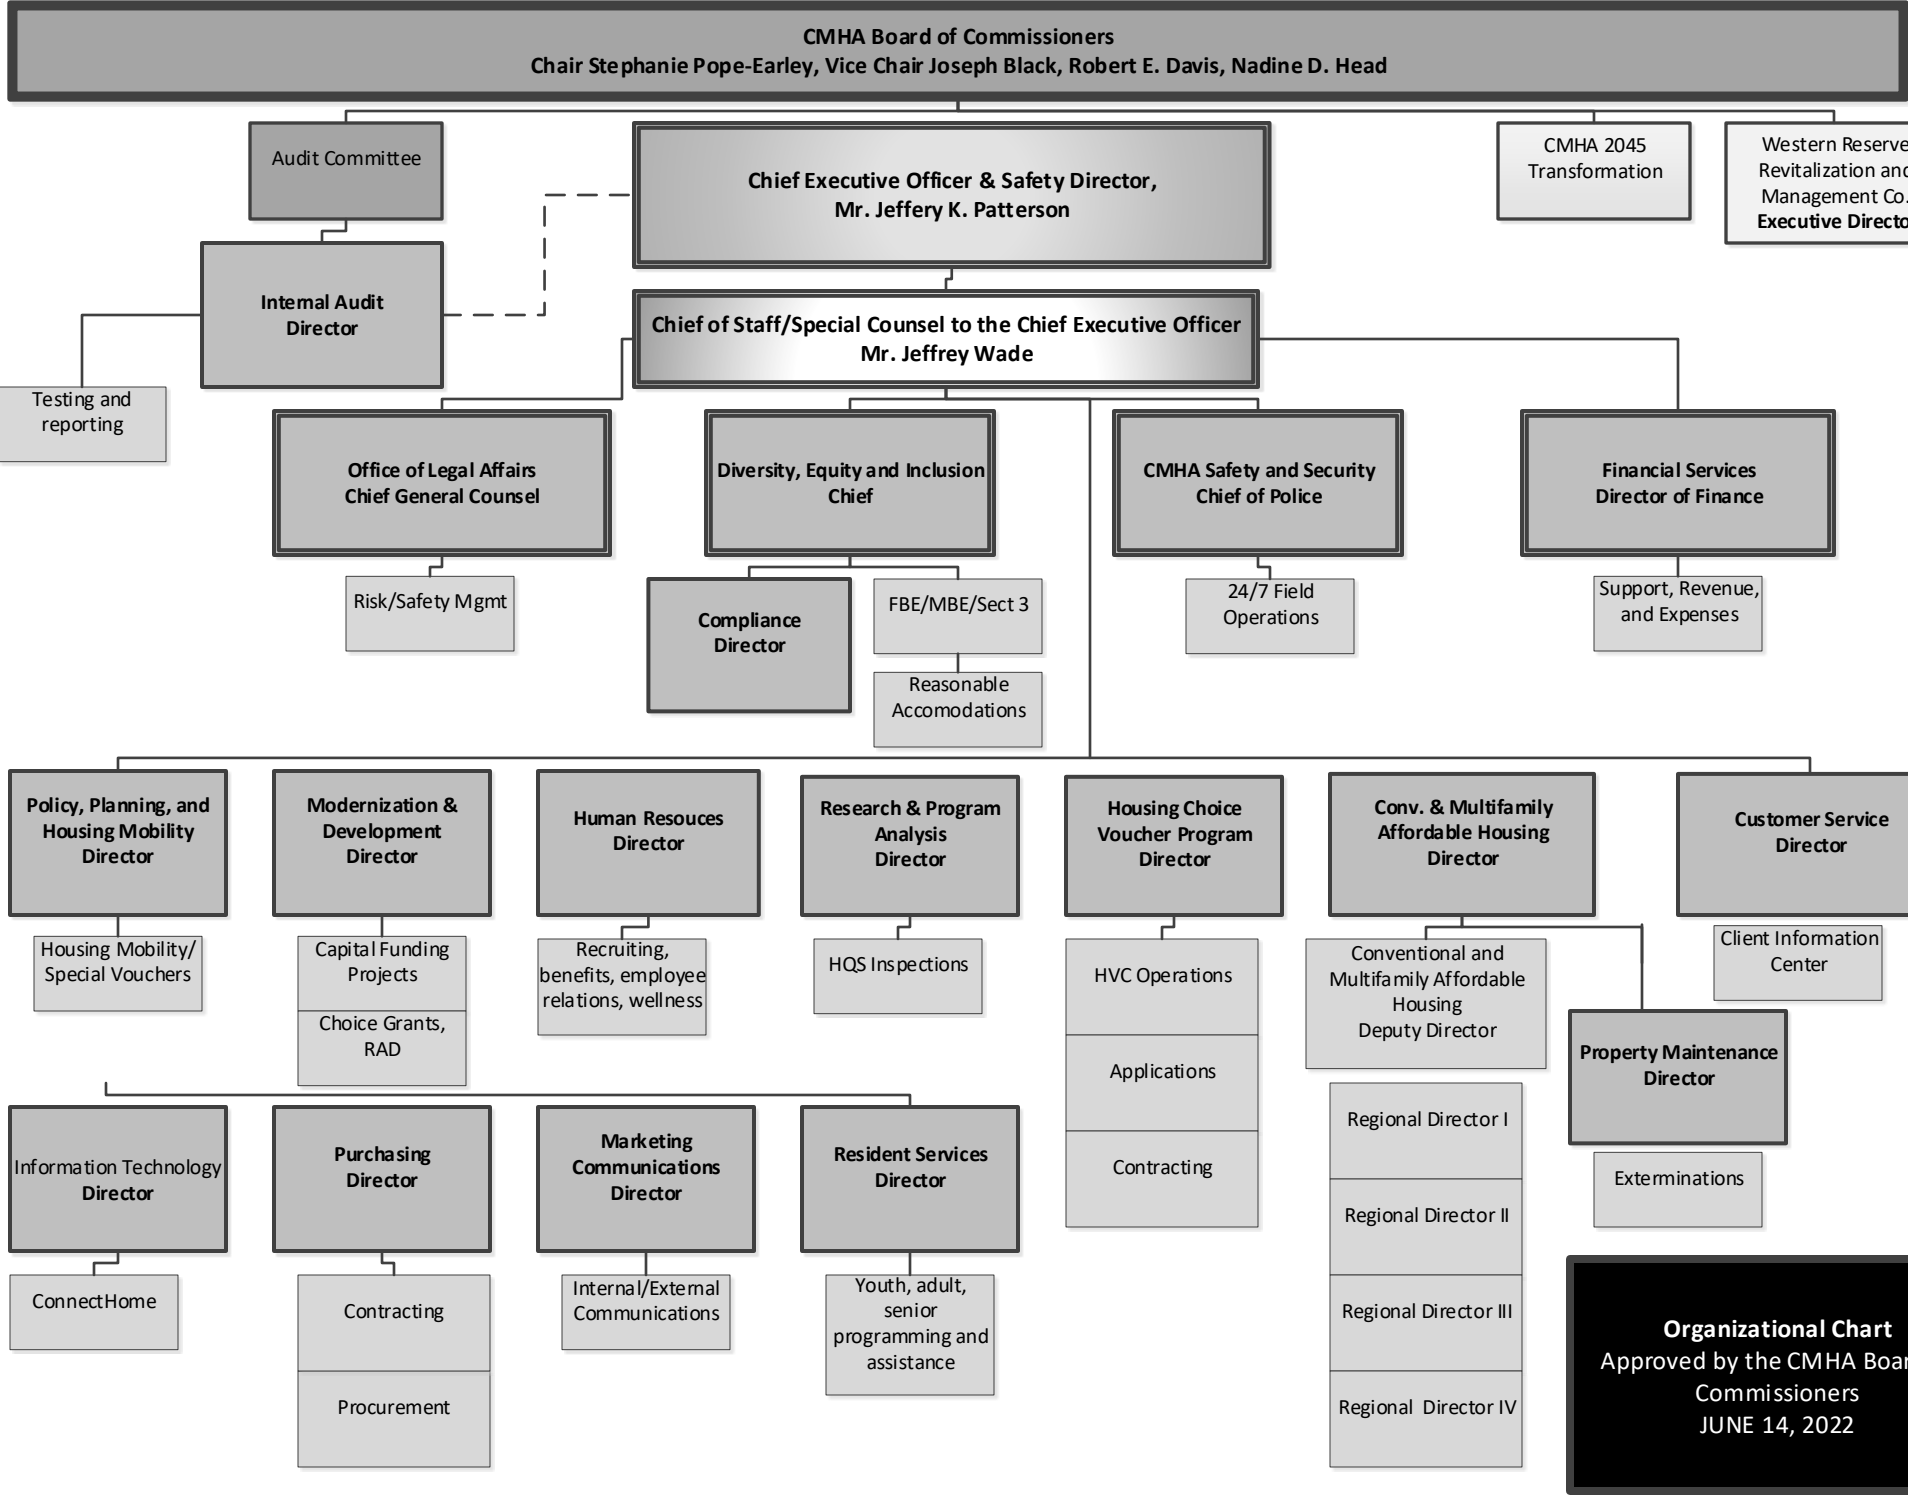 CMHA Board of Commissioners
Chair Stephanie Pope-Earley, Vice Chair Joseph Black, Robert E. Davis, Nadine D. Head
Audit Committee
Chief Executive Officer & Safety Director,
Mr. Jeffery K. Patterson
CMHA 2045
Transformation
Western Reserve
Revitalization and
Management Co.
Executive Directo
Internal Audit
Director
Chief of Staff/Special Counsel to the Chief Executive Officer
Mr. Jeffrey Wade
Testing and
reporting
Office of Legal Affairs
Chief General Counsel
Diversity, Equity and Inclusion
Chief
CMHA Safety and Security
Chief of Police
Financial Services
Director of Finance
Risk/Safety Mgmt
Compliance
Director
FBE/MBE/Sect 3
Reasonable
Accomodations
24/7 Field
Operations
Support, Revenue,
and Expenses
Policy, Planning, and
Housing Mobility
Director
Modernization &
Development
Director
Human Resouces
Director
Research & Program
Analysis
Director
Housing Choice
Voucher Program
Director
Conv. & Multifamily
Affordable Housing
Director
Customer Service
Director
Housing Mobility/
Special Vouchers
Capital Funding
Projects
Choice Grants,
RAD
Recruiting,
benefits, employee
relations, wellness
HQS Inspections
HVC Operations
Applications
Contracting
Conventional and
Multifamily Affordable
Housing
Deputy Director
Client Information
Center
Property Maintenance
Director
Exterminations
Regional Director I
Regional Director II
Regional Director III
Regional Director IV
Information Technology
Director
Purchasing
Director
Marketing
Communications
Director
Resident Services
Director
ConnectHome
Contracting
Procurement
Internal/External
Communications
Youth, adult,
senior
programming and
assistance
Organizational Chart
Approved by the CMHA Boar
Commissioners
JUNE 14, 2022